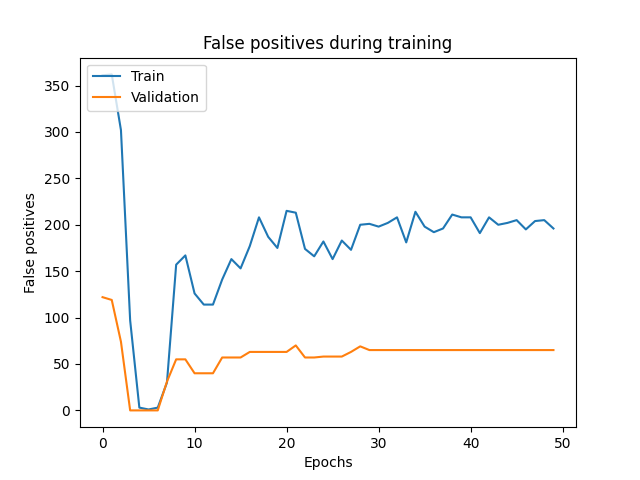 False positives during training
Train
Validation
False positives
350
300
250
200
150
100
50
0
0 10 20 30 40 50
Epochs